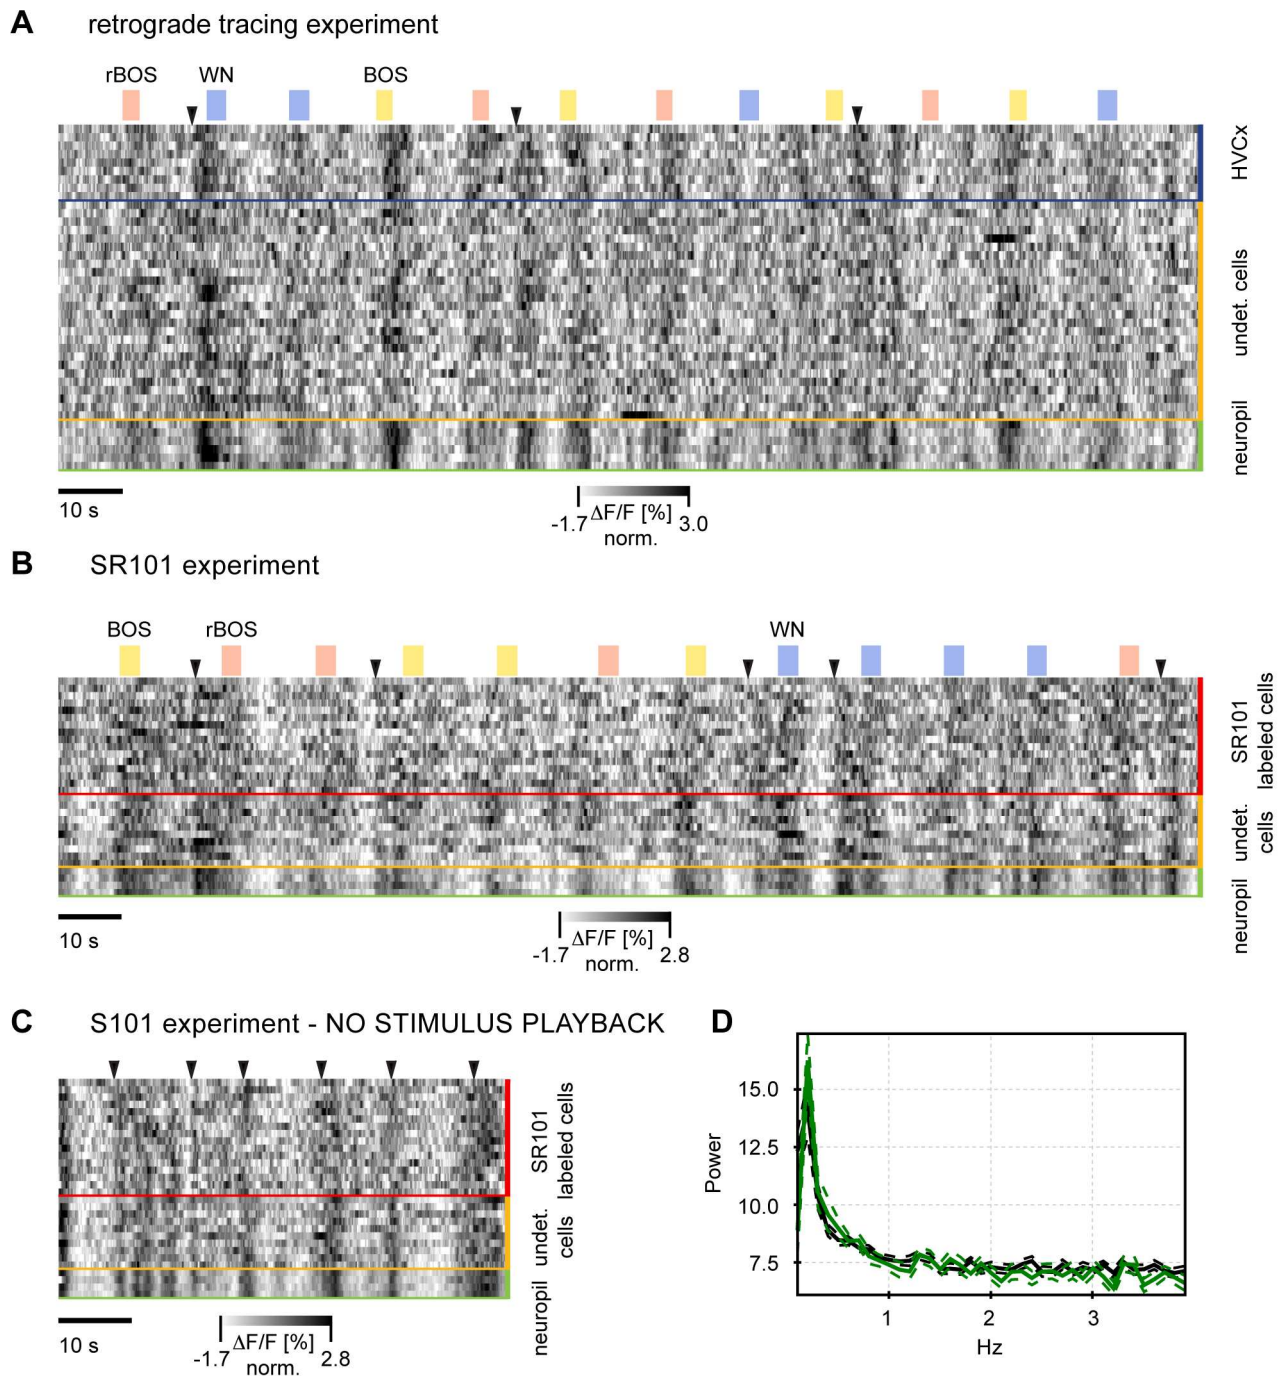 A retrograde tracing experiment
rBOS WN BOS
HVCx
undet. cells
neuropil
10 s
-1.7 ΔF/F [%] 3.0
norm.
B SR101 experiment
BOS rBOS WN
SR101
labeled cells
undet.
cells
neuropil
10 s
-1.7 ΔF/F [%] 2.8
norm.
C S101 experiment - NO STIMULUS PLAYBACK
SR101
labeled cells
undet.
cells
neuropil
10 s
-1.7 ΔF/F [%] 2.8
norm.
D
Power
15.0
12.5
10.0
7.5
1 2 3
Hz